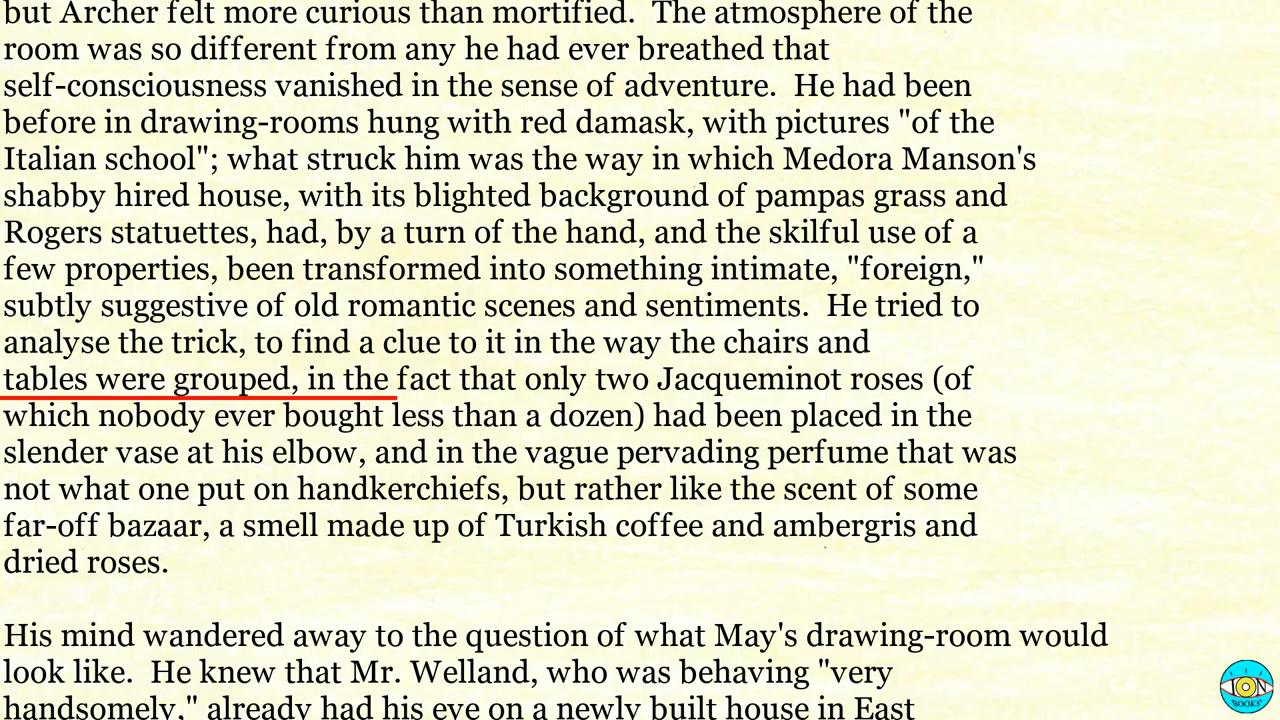 but Archer felt more curious than mortified.  The atmosphere of the
room was so different from any he had ever breathed that
self-consciousness vanished in the sense of adventure.  He had been
before in drawing-rooms hung with red damask, with pictures "of the
Italian school"; what struck him was the way in which Medora Manson's
shabby hired house, with its blighted background of pampas grass and
Rogers statuettes, had, by a turn of the hand, and the skilful use of a
few properties, been transformed into something intimate, "foreign,"
subtly suggestive of old romantic scenes and sentiments.  He tried to
analyse the trick, to find a clue to it in the way the chairs and
tables were grouped, in the fact that only two Jacqueminot roses (of
which nobody ever bought less than a dozen) had been placed in the
slender vase at his elbow, and in the vague pervading perfume that was
not what one put on handkerchiefs, but rather like the scent of some
far-off bazaar, a smell made up of Turkish coffee and ambergris and
dried roses.
His mind wandered away to the question of what May's drawing-room would
look like.  He knew that Mr. Welland, who was behaving "very
handsomely," already had his eye on a newly built house in East
ION
BOOKS